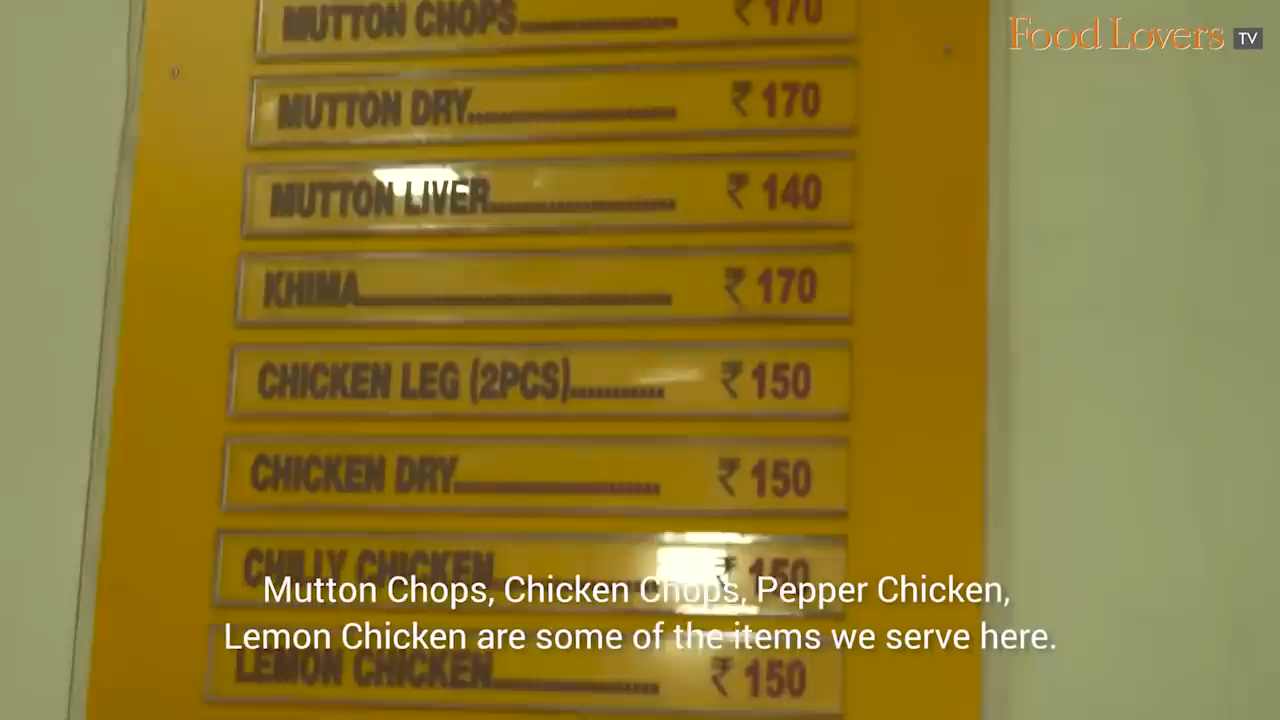 MUTTON CHOPS.................... ₹170
Food Lovers TV
MUTTON DRY.................... ₹170
MUTTON LIVER.................... ₹140
KHIMA.................... ₹170
CHICKEN LEG (2PCS).......... ₹150
CHICKEN DRY.................... ₹150
CHILLY CHICKEN ₹150
Mutton Chops, Chicken Chops, Pepper Chicken,
Lemon Chicken are some of the items we serve here.
LEMON CHICKEN.................... ₹150